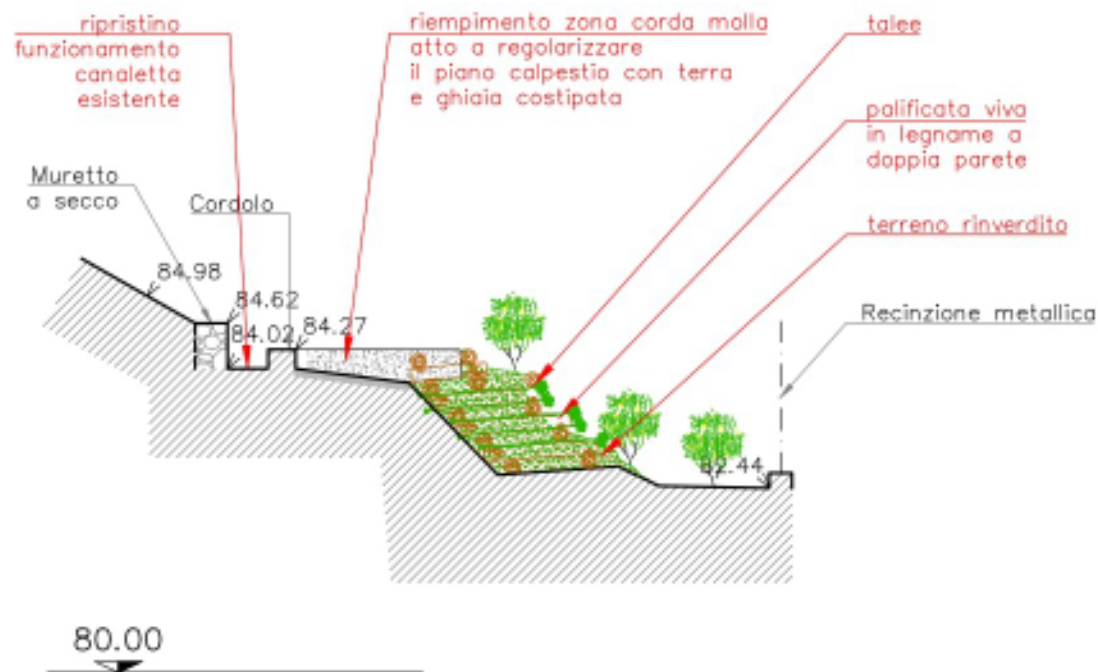 ripristino
funzionamento
canaletta
esistente
riempimento zona corda molla
atto a regolarizzare
il piano calpestio con terra
e ghiaia costipata
talee
palificata viva
in legname a
doppia parete
Muretto
a secco
Cordolo
terreno rinverdito
84.98
84.62
84.02
84.27
Recinzione metallica
82.44
80.00